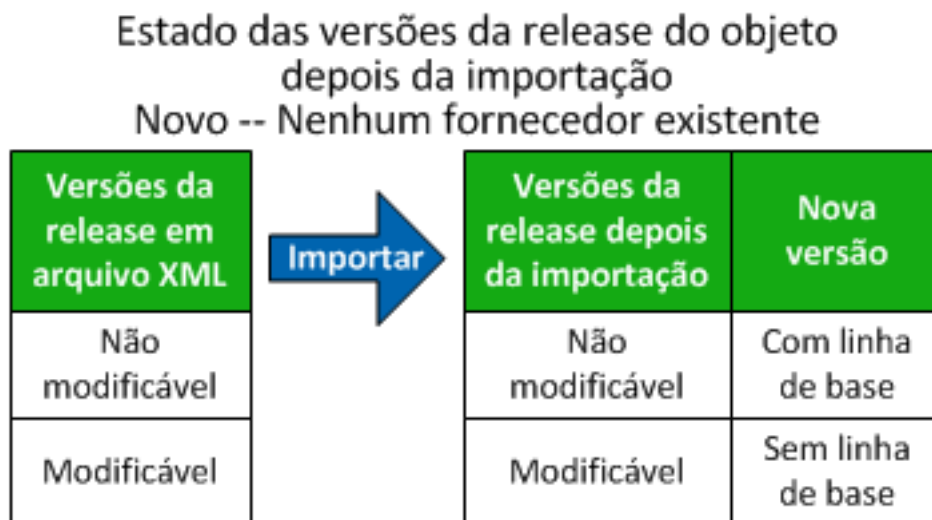 Estado das versões da release do objeto
depois da importação
Novo -- Nenhum fornecedor existente
Versões da
release em
arquivo XML
Importar
Versões da
release depois
da importação
Nova
versão
Não
modificável
Não
modificável
Com linha
de base
Modificável
Modificável
Sem linha
de base